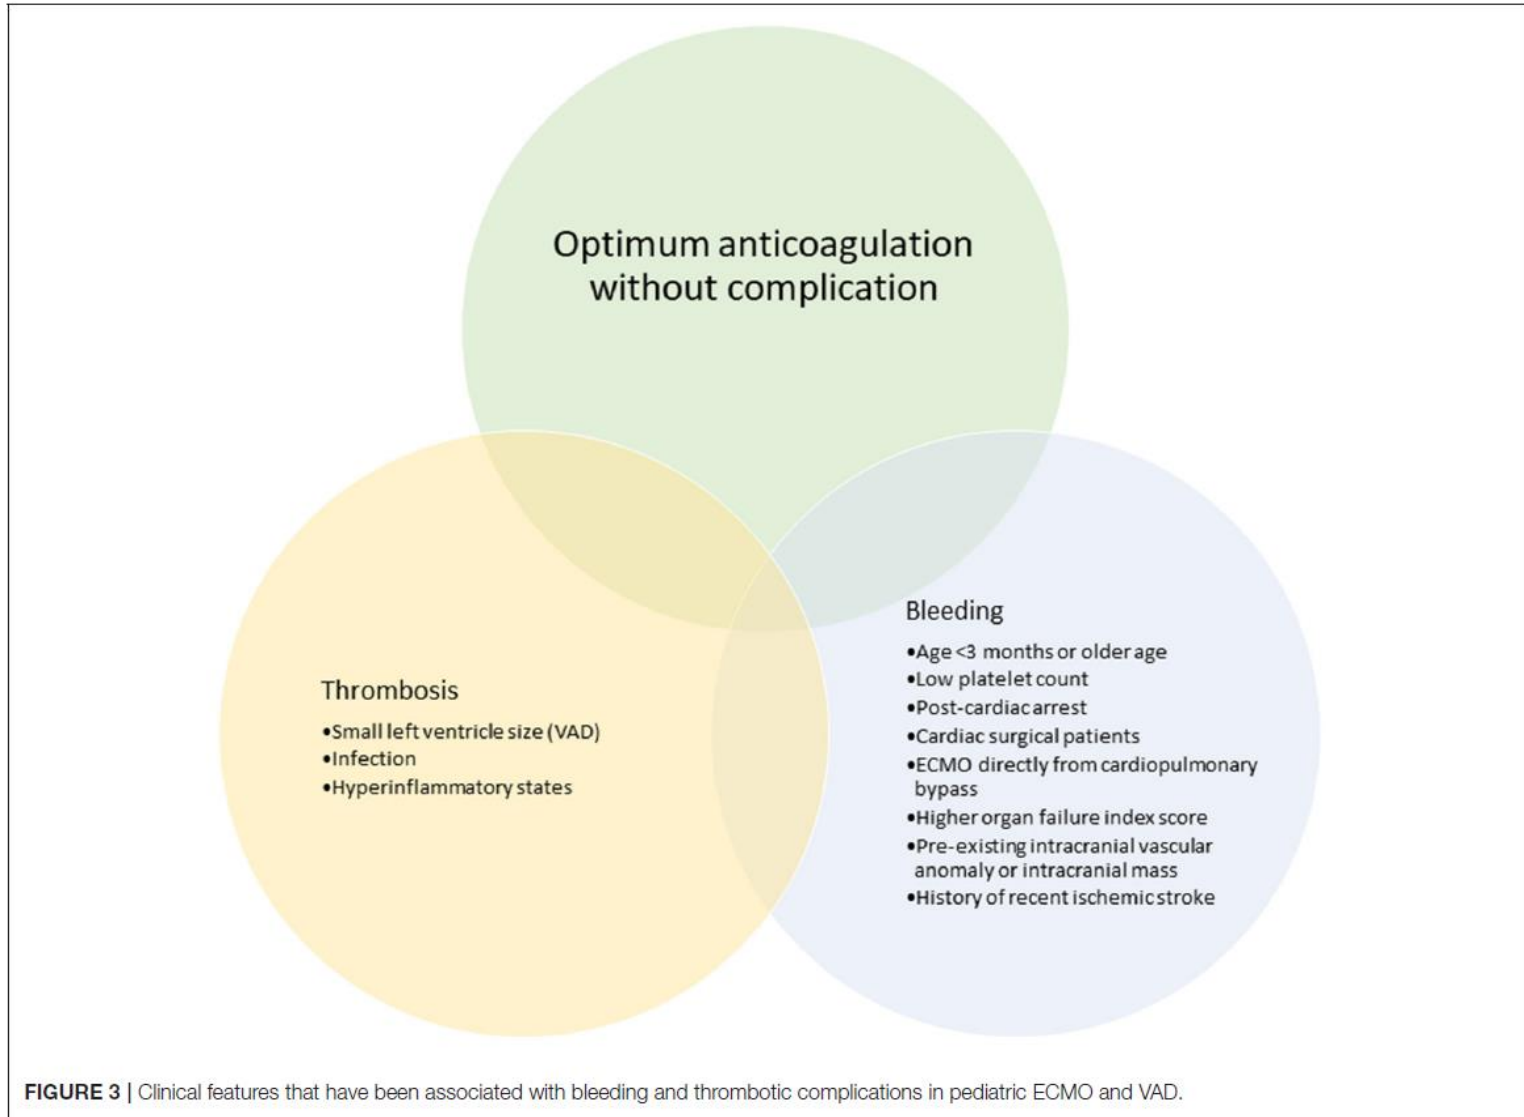 Optimum anticoagulation
without complication
Thrombosis
•Small left ventricle size (VAD)
•Infection
•Hyperinflammatory states
Bleeding
•Age <3 months or older age
•Low platelet count
•Post-cardiac arrest
•Cardiac surgical patients
•ECMO directly from cardiopulmonary
bypass
•Higher organ failure index score
•Pre-existing intracranial vascular
anomaly or intracranial mass
•History of recent ischemic stroke
FIGURE 3 | Clinical features that have been associated with bleeding and thrombotic complications in pediatric ECMO and VAD.